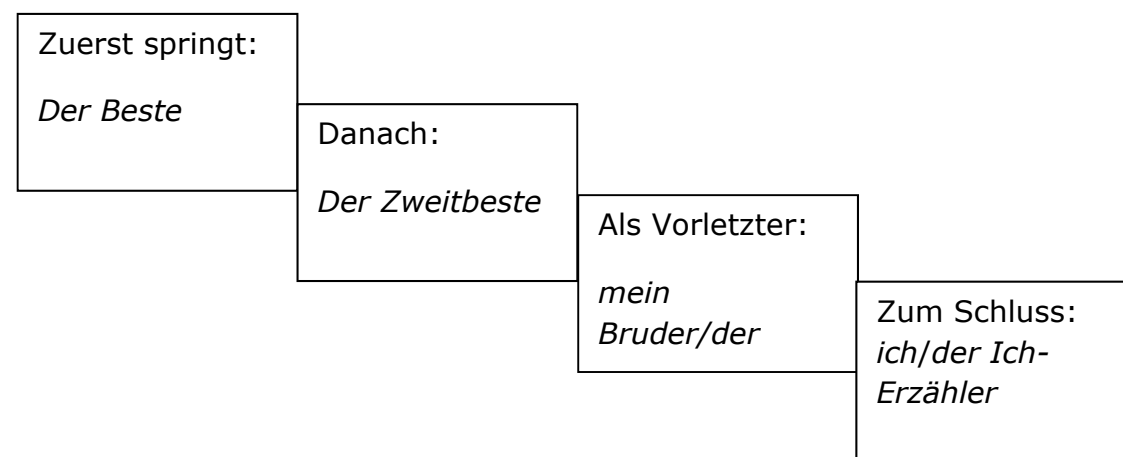 Zuerst springt:
Der Beste
Danach:
Der Zweitbeste
Als Vorletzter:
mein
Bruder/der
Zum Schluss:
ich/der Ich-
Erzähler